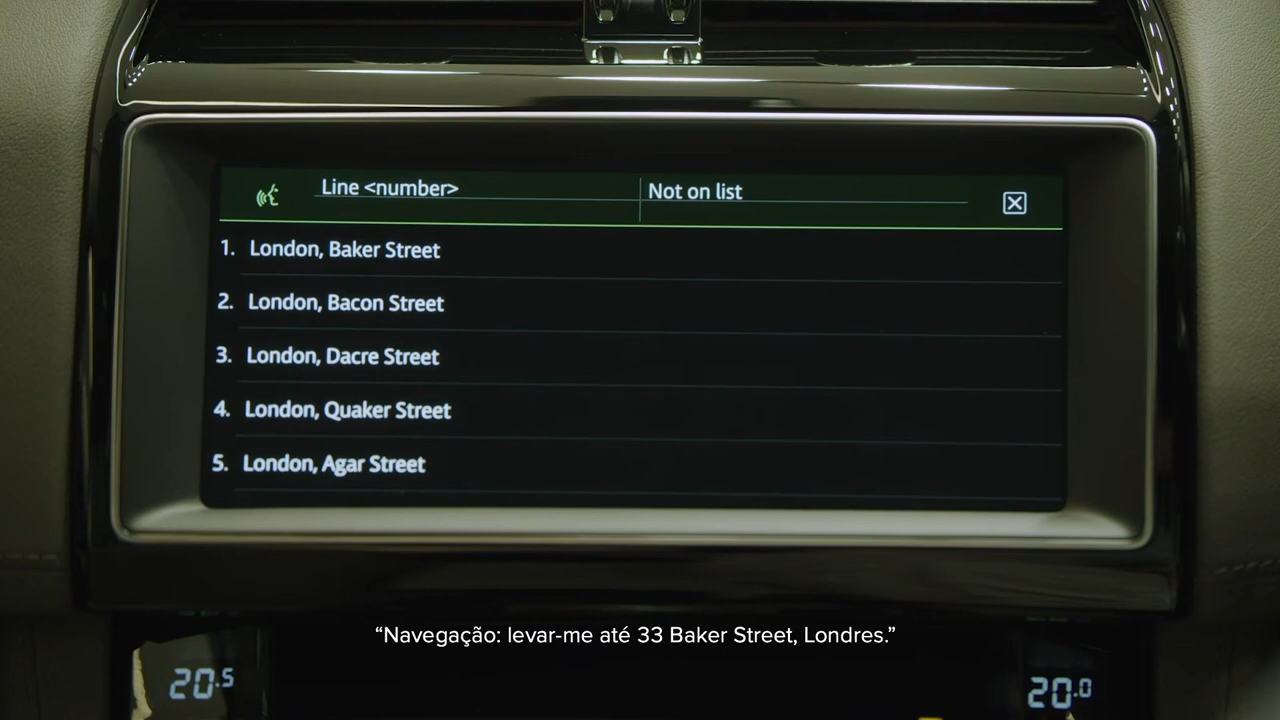 Line <number>
Not on list
1. London, Baker Street
2. London, Bacon Street
3. London, Dacre Street
4. London, Quaker Street
5. London, Agar Street
“Navegação: levar-me até 33 Baker Street, Londres.”
20.5
20.0